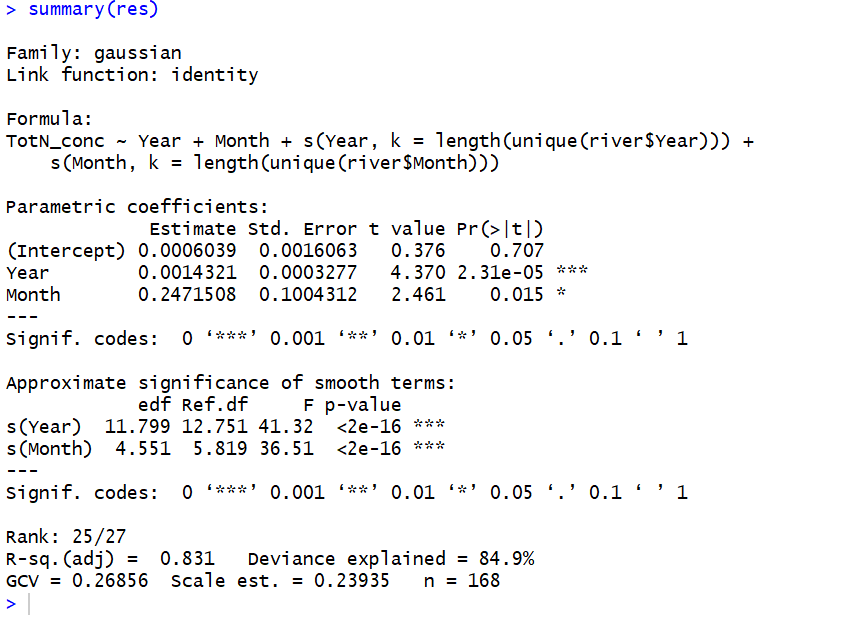 > summary(res)

Family: gaussian
Link function: identity

Formula:
TotN_conc ~ Year + Month + s(Year, k = length(unique(river$Year))) +
    s(Month, k = length(unique(river$Month)))

Parametric coefficients:
             Estimate Std. Error t value Pr(>|t|)
(Intercept) 0.0006039  0.0016063   0.376    0.707
Year        0.0014321  0.0003277   4.370 2.31e-05 ***
Month       0.2471508  0.1004312   2.461    0.015 *
---
Signif. codes:  0 ‘***’ 0.001 ‘**’ 0.01 ‘*’ 0.05 ‘.’ 0.1 ‘ ’ 1

Approximate significance of smooth terms:
            edf Ref.df     F p-value
s(Year)  11.799 12.751 41.32  <2e-16 ***
s(Month)  4.551  5.819 36.51  <2e-16 ***
---
Signif. codes:  0 ‘***’ 0.001 ‘**’ 0.01 ‘*’ 0.05 ‘.’ 0.1 ‘ ’ 1

Rank: 25/27
R-sq.(adj) =  0.831   Deviance explained = 84.9%
GCV = 0.26856  Scale est. = 0.23935   n = 168
>